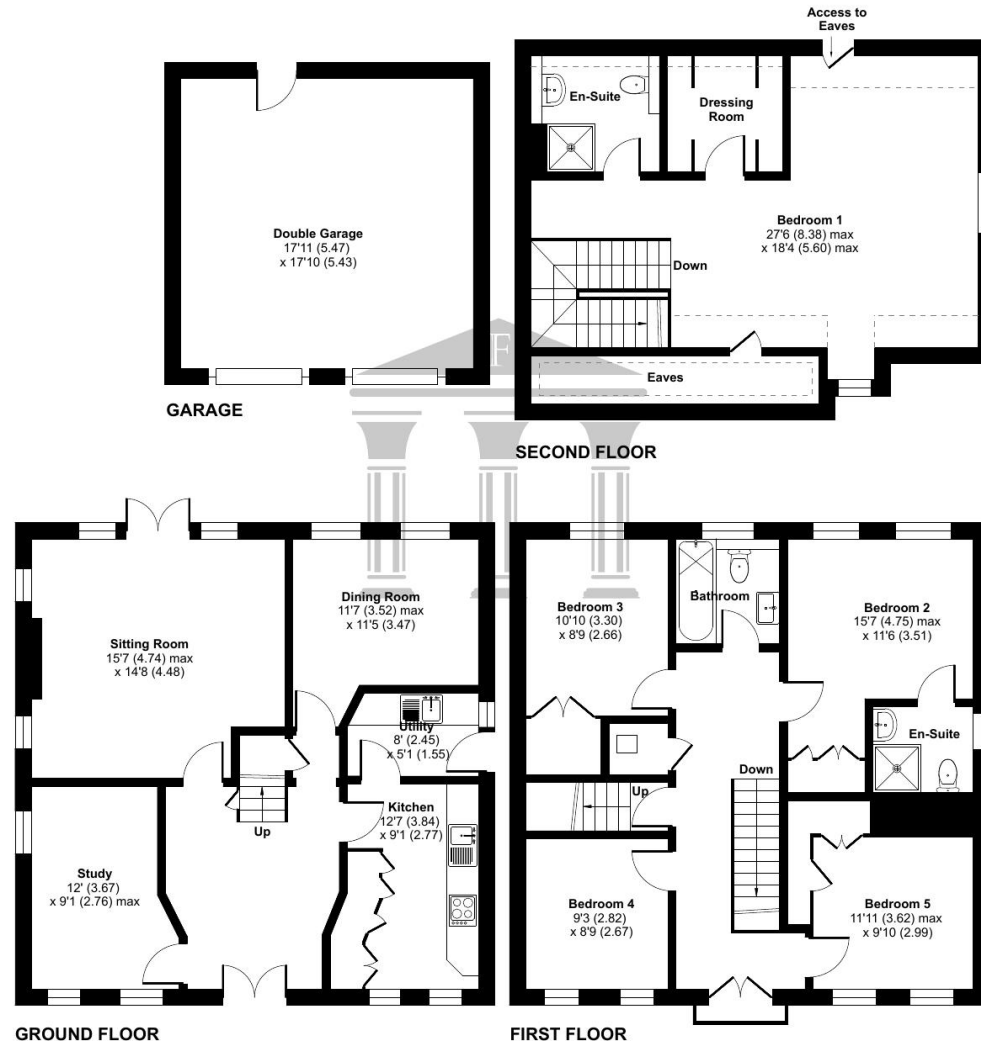 Access to
Eaves
En-Suite
Dressing
Room
Double Garage
17'11 (5.47)
x 17'10 (5.43)
Bedroom 1
27'6 (8.38) max
x 18'4 (5.60) max
Down
F
Eaves
GARAGE
SECOND FLOOR
Sitting Room
15'7 (4.74) max
x 14'8 (4.48)
Dining Room
11'7 (3.52) max
x 11'5 (3.47)
Utility
8' (2.45)
x 5'1 (1.55)
Kitchen
12'7 (3.84)
x 9'1 (2.77)
Up
Study
12' (3.67)
x 9'1 (2.76) max
GROUND FLOOR
Bedroom 3
10'10 (3.30)
x 8'9 (2.66)
Bathroom
Bedroom 2
15'7 (4.75) max
x 11'6 (3.51)
En-Suite
Down
Up
Bedroom 4
9'3 (2.82)
x 8'9 (2.67)
Bedroom 5
11'11 (3.62) max
x 9'10 (2.99)
FIRST FLOOR